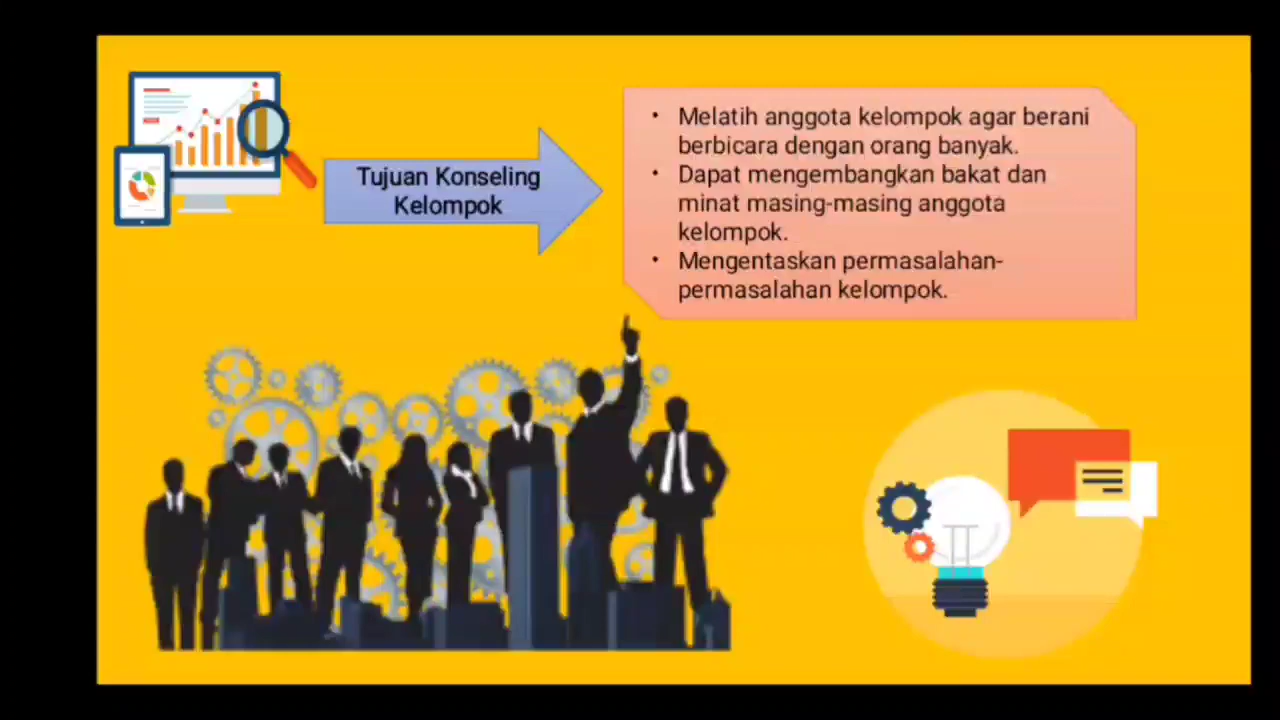 Tujuan Konseling
Kelompok
• Melatih anggota kelompok agar berani
berbicara dengan orang banyak.
• Dapat mengembangkan bakat dan
minat masing-masing anggota
kelompok.
• Mengentaskan permasalahan-
permasalahan kelompok.